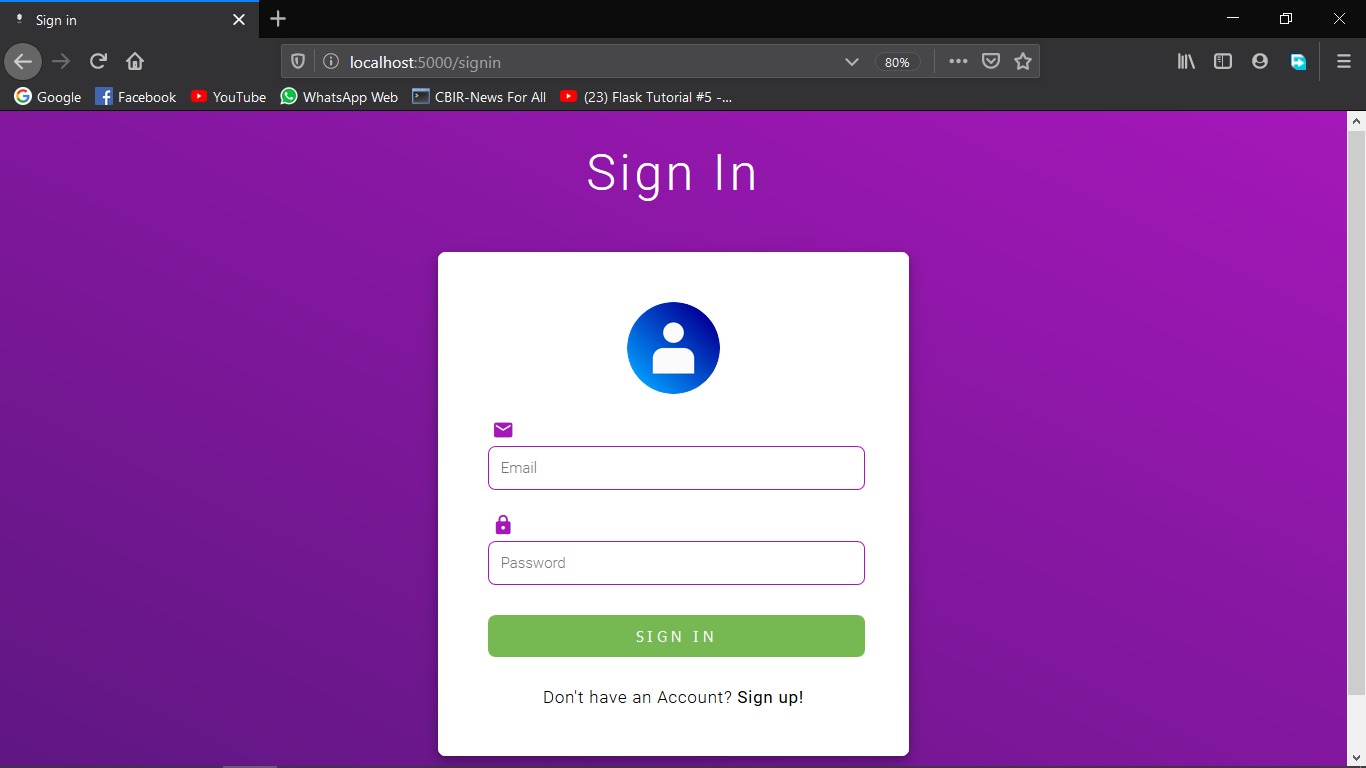 Sign in
localhost:5000/signin
80%
Google
Facebook
YouTube
WhatsApp Web
CBIR-News For All
(23) Flask Tutorial #5 -...
Sign In
Email
Password
SIGN IN
Don't have an Account? Sign up!